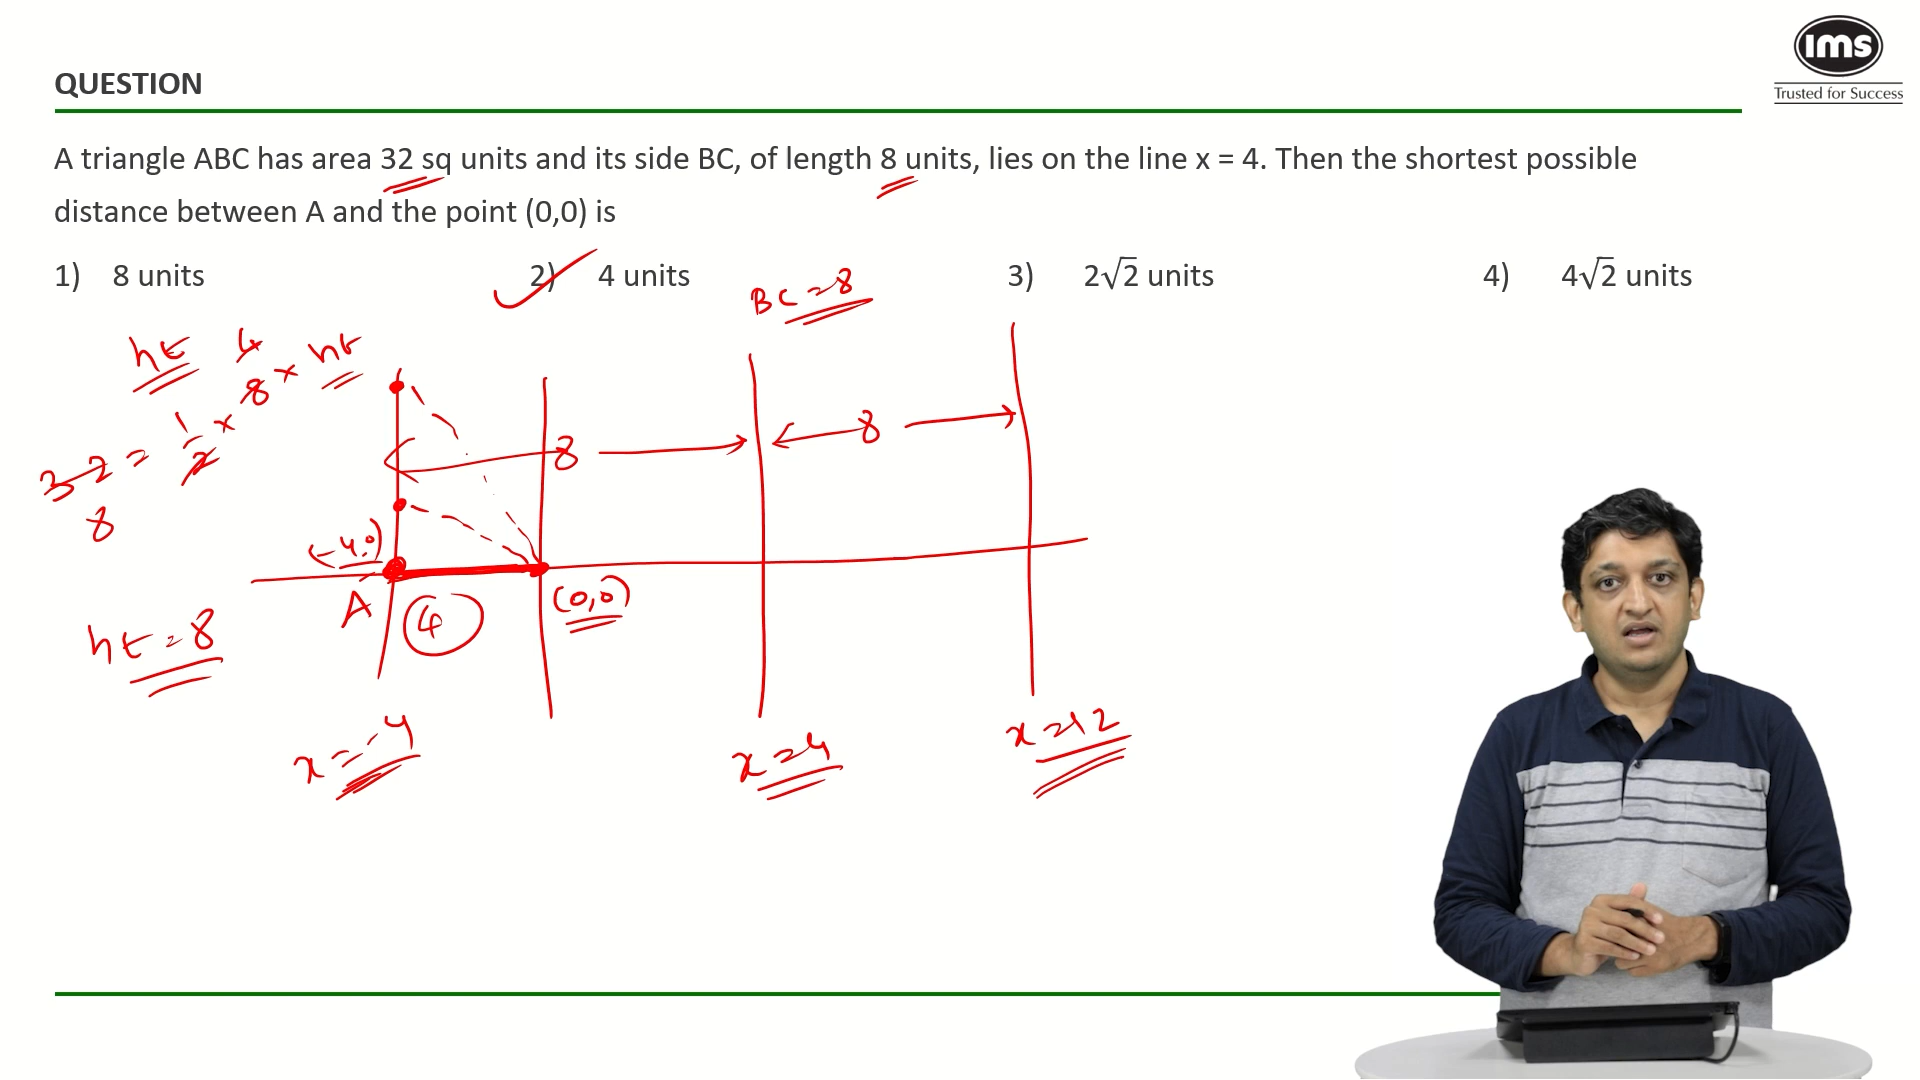 ims
Trusted for Success
QUESTION
A triangle ABC has area 32 sq units and its side BC, of length 8 units, lies on the line x = 4. Then the shortest possible
distance between A and the point (0,0) is
1) 8 units 2) 4 units 3) 2√2 units 4) 4√2 units
BC = 8
ht
32 = 1/2 × 8 × ht
4
8
8
8
(-4,0)
A
4
(0,0)
ht = 8
x = -4
x = 4
x = 12